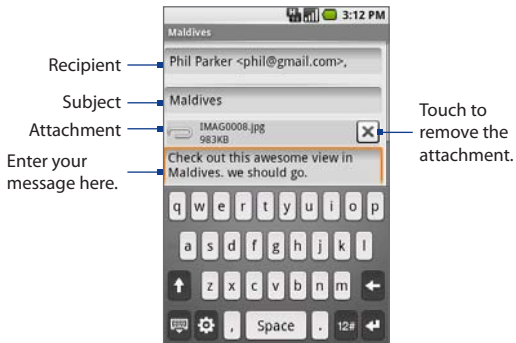 3:12 PM
Maldives
Recipient
Phil Parker <phil@gmail.com>,
Subject
Maldives
Attachment
IMAG0008.jpg
983KB
Touch to
remove the
attachment.
Enter your
message here.
Check out this awesome view in
Maldives. we should go.
q w e r t y u i o p
a s d f g h j k l
z x c v b n m
, Space . 12#